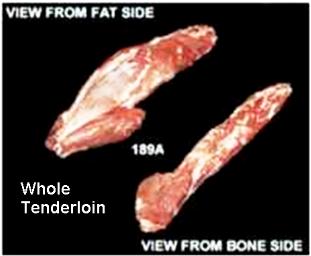 VIEW FROM FAT SIDE
189A
Whole
Tenderloin
VIEW FROM BONE SIDE